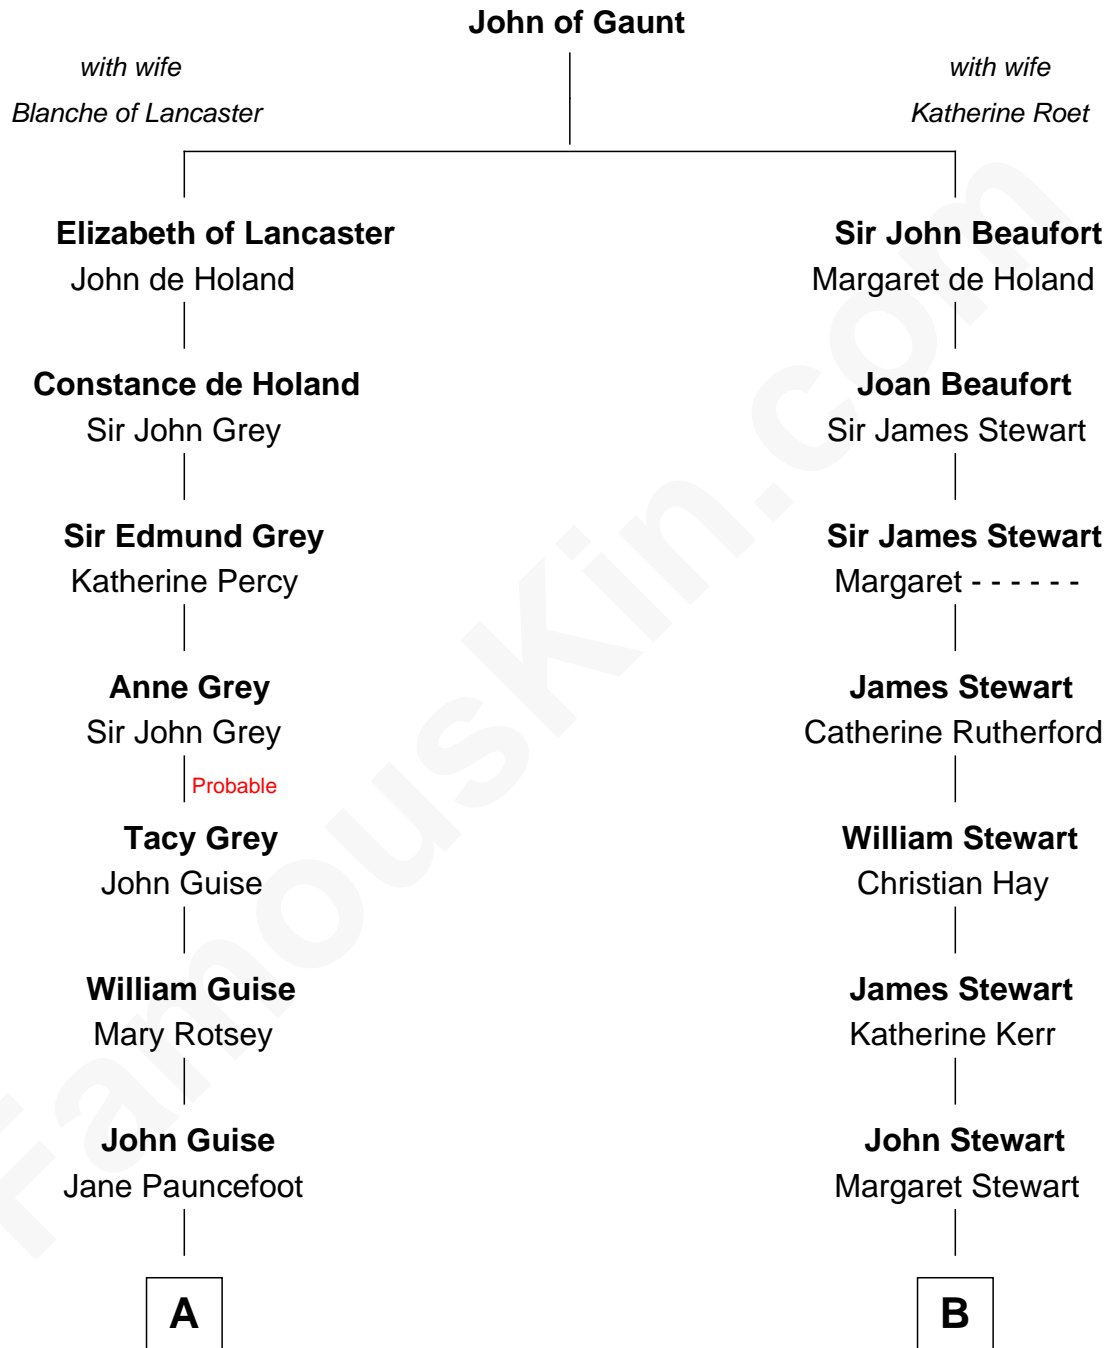 John of Gaunt
with wife
Blanche of Lancaster
with wife
Katherine Roet
Elizabeth of Lancaster
John de Holand
Sir John Beaufort
Margaret de Holand
Constance de Holand
Sir John Grey
Joan Beaufort
Sir James Stewart
Sir Edmund Grey
Katherine Percy
Sir James Stewart
Margaret - - - - - -
Anne Grey
Sir John Grey
James Stewart
Catherine Rutherford
Probable
Tacy Grey
John Guise
William Stewart
Christian Hay
William Guise
Mary Rotsey
James Stewart
Katherine Kerr
John Guise
Jane Pauncefoot
John Stewart
Margaret Stewart
A
B
FamousKin.com